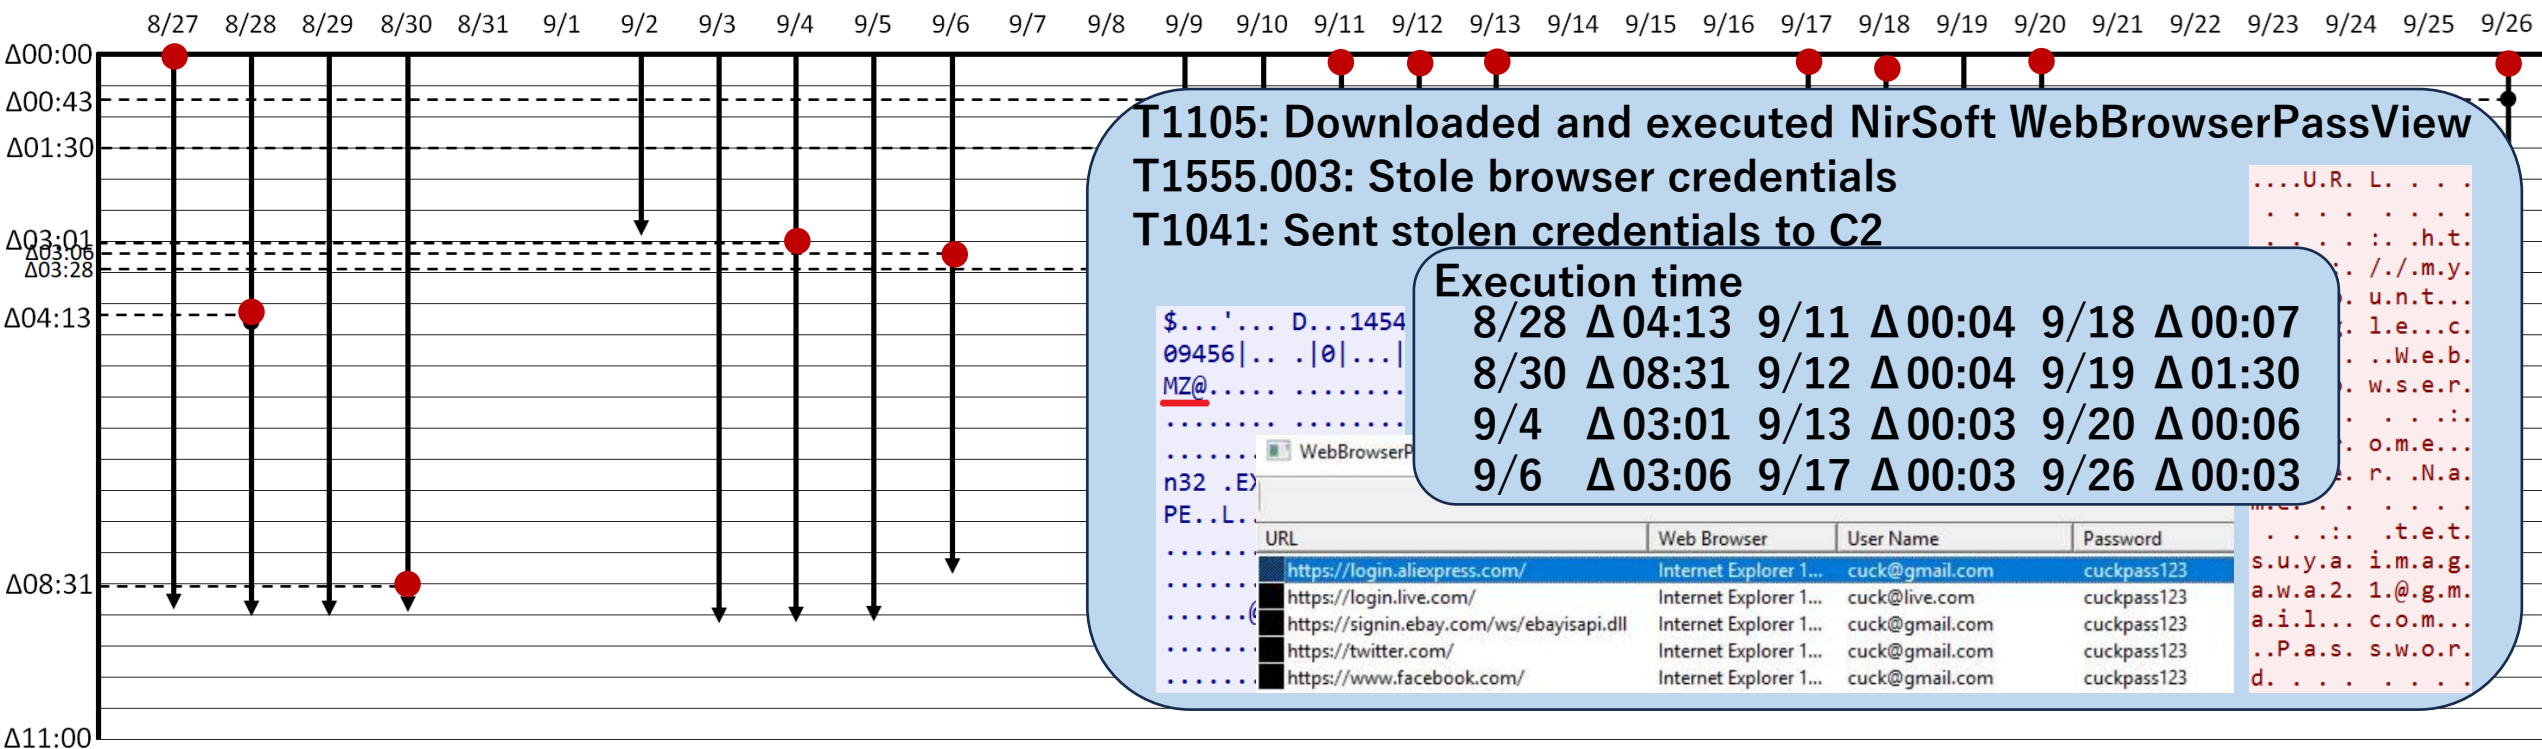 8/27 8/28 8/29 8/30 8/31 9/1 9/2 9/3 9/4 9/5 9/6 9/7 9/8 9/9 9/10 9/11 9/12 9/13 9/14 9/15 9/16 9/17 9/18 9/19 9/20 9/21 9/22 9/23 9/24 9/25 9/26
Δ00:00
Δ00:43
Δ01:30
Δ03:01
Δ03:06
Δ03:28
Δ04:13
Δ08:31
Δ11:00
T1105: Downloaded and executed NirSoft WebBrowserPassView
T1555.003: Stole browser credentials
T1041: Sent stolen credentials to C2
Execution time
8/28 Δ04:13 9/11 Δ00:04 9/18 Δ00:07
8/30 Δ08:31 9/12 Δ00:04 9/19 Δ01:30
9/4 Δ03:01 9/13 Δ00:03 9/20 Δ00:06
9/6 Δ03:06 9/17 Δ00:03 9/26 Δ00:03
$...'... D...1454
09456|.. .|0|...|
MZ@..... ........
........ ........
.......
n32 .EX
PE..L..
WebBrowserP
URL Web Browser User Name Password
https://login.aliexpress.com/ Internet Explorer 1... cuck@gmail.com cuckpass123
https://login.live.com/ Internet Explorer 1... cuck@live.com cuckpass123
https://signin.ebay.com/ws/ebayisapi.dll Internet Explorer 1... cuck@gmail.com cuckpass123
https://twitter.com/ Internet Explorer 1... cuck@gmail.com cuckpass123
https://www.facebook.com/ Internet Explorer 1... cuck@gmail.com cuckpass123
....U.R. L. . . .
. . . . . . . .
. . . . :. .h.t.
:. /./.m.y.
. u.n.t...
l.e...c.
. ..W.e.b.
. w.s.e.r.
. . . .:.
o.m.e...
r. .N.a.
. . .:. .t.e.t.
s.u.y.a. i.m.a.g.
a.w.a.2. 1.@.g.m.
a.i.l... c.o.m...
..P.a.s. s.w.o.r.
d. . . . . . . .